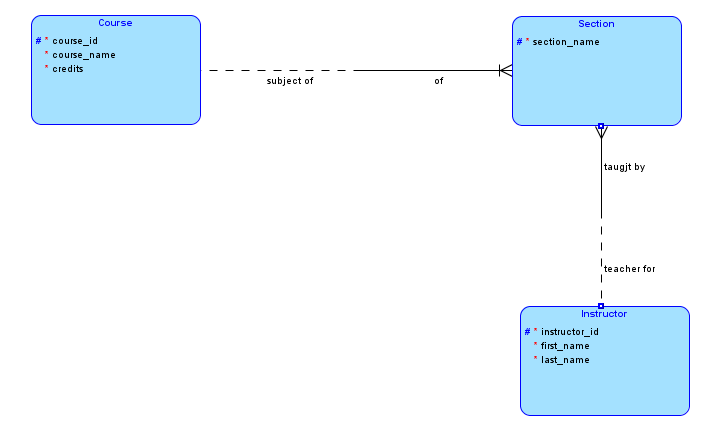 Course
# * course_id
* course_name
* credits
subject of
of
Section
# * section_name
taugjt by
teacher for
Instructor
# * instructor_id
* first_name
* last_name